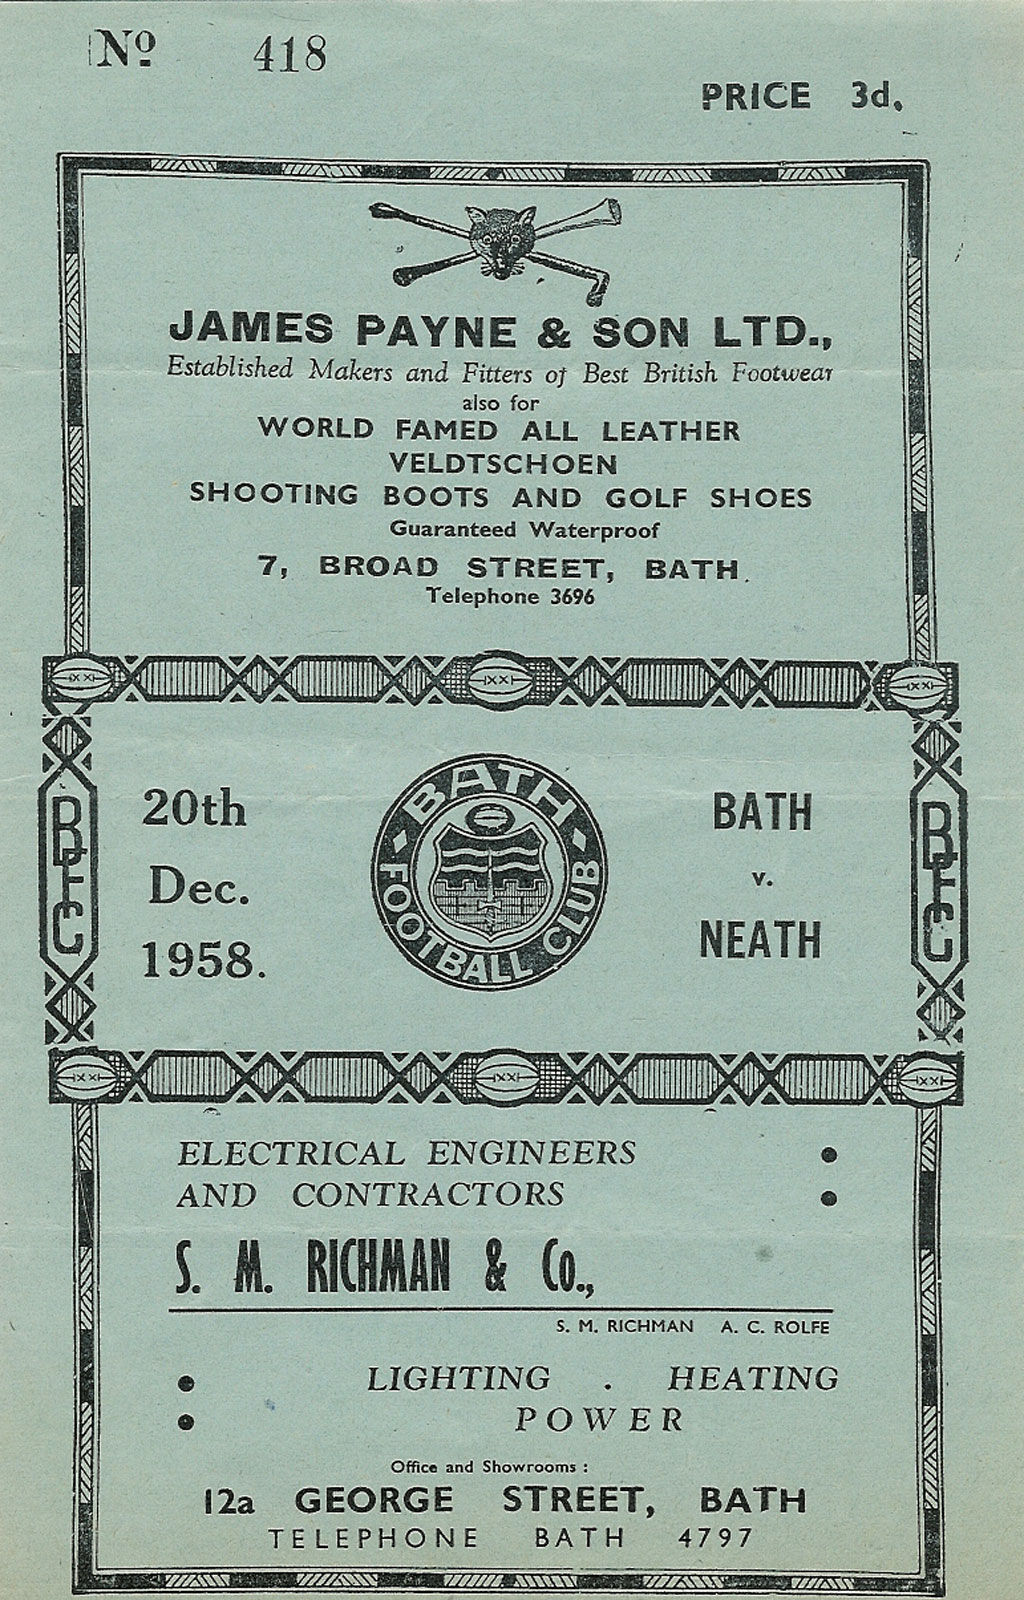 No 418
PRICE 3d.
JAMES PAYNE & SON LTD.,
Established Makers and Fitters of Best British Footwear
also for
WORLD FAMED ALL LEATHER
VELDTSCHOEN
SHOOTING BOOTS AND GOLF SHOES
Guaranteed Waterproof
7, BROAD STREET, BATH.
Telephone 3696
BFC
20th
Dec.
1958.
BATH
FOOTBALL CLUB
BATH
v.
NEATH
BFC
ELECTRICAL ENGINEERS
AND CONTRACTORS
S. M. RICHMAN & Co.,
S. M. RICHMAN A. C. ROLFE
LIGHTING . HEATING
POWER
Office and Showrooms :
12a GEORGE STREET, BATH
TELEPHONE BATH 4797